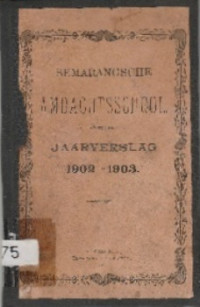 SEMARANGSCHE
AMBACHTSSCHOOL
JAARVERSLAG
1902-1903.
75